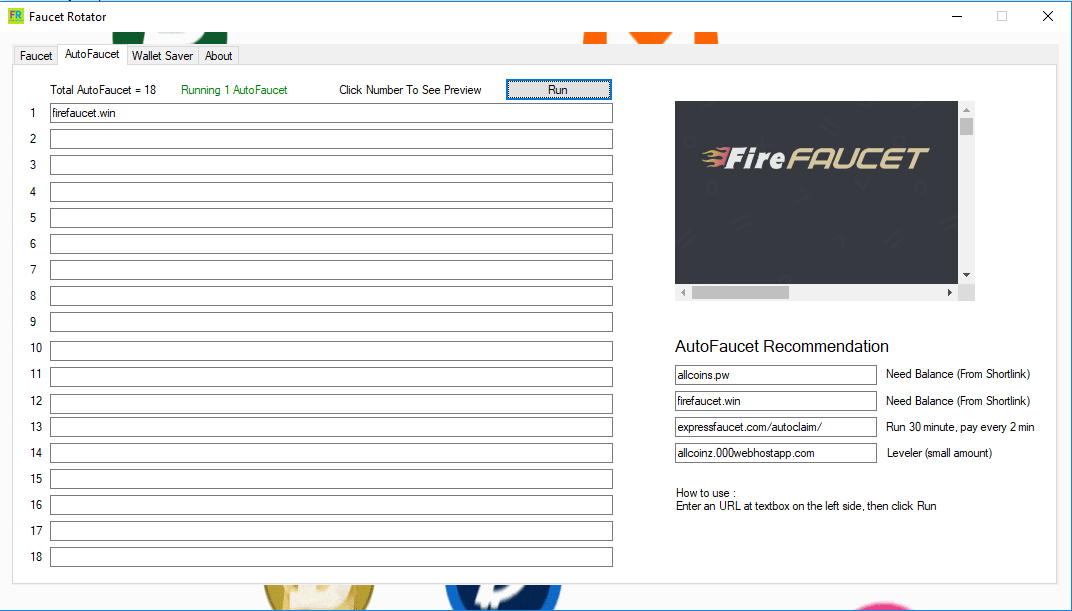 FR Faucet Rotator
Faucet AutoFaucet Wallet Saver About
Total AutoFaucet = 18 Running 1 AutoFaucet Click Number To See Preview Run
1 firefaucet.win
2
3
4
5
6
7
8
9
10
11
12
13
14
15
16
17
18
Fire FAUCET
AutoFaucet Recommendation
allcoins.pw Need Balance (From Shortlink)
firefaucet.win Need Balance (From Shortlink)
expressfaucet.com/autoclaim/ Run 30 minute, pay every 2 min
allcoinz.000webhostapp.com Leveler (small amount)
How to use :
Enter an URL at textbox on the left side, then click Run